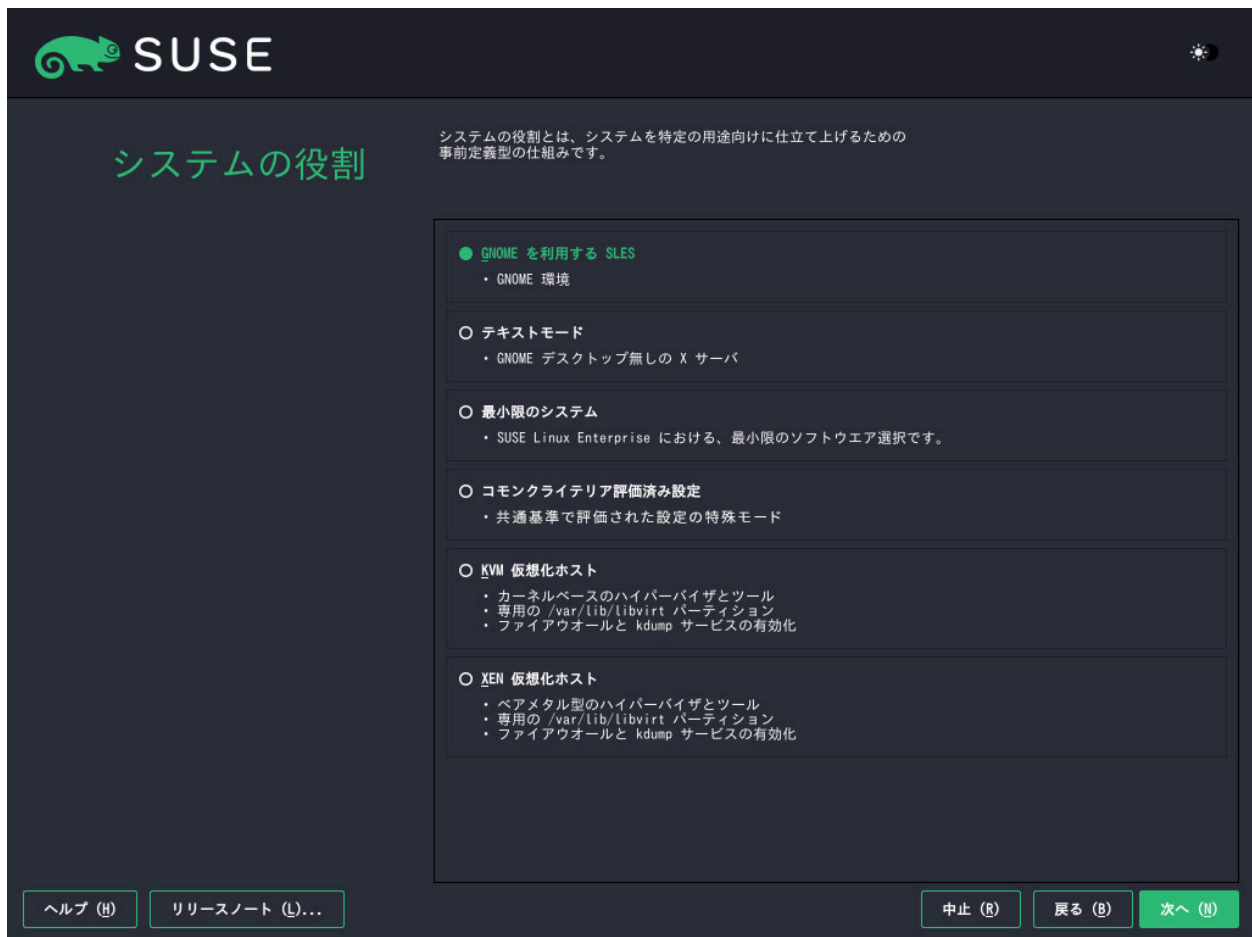 SUSE
システムの役割
システムの役割とは、システムを特定の用途向けに仕立て上げるための
事前定義型の仕組みです。
GNOME を利用する SLES
・ GNOME 環境
テキストモード
・ GNOME デスクトップ無しの X サーバ
最小限のシステム
・ SUSE Linux Enterprise における、最小限のソフトウエア選択です。
コモンクライテリア評価済み設定
・ 共通基準で評価された設定の特殊モード
KVM 仮想化ホスト
・ カーネルベースのハイパーバイザとツール
・ 専用の /var/lib/libvirt パーティション
・ ファイアウオールと kdump サービスの有効化
XEN 仮想化ホスト
・ ベアメタル型のハイパーバイザとツール
・ 専用の /var/lib/libvirt パーティション
・ ファイアウオールと kdump サービスの有効化
ヘルプ (H) リリースノート (L)... 中止 (R) 戻る (B) 次へ (N)